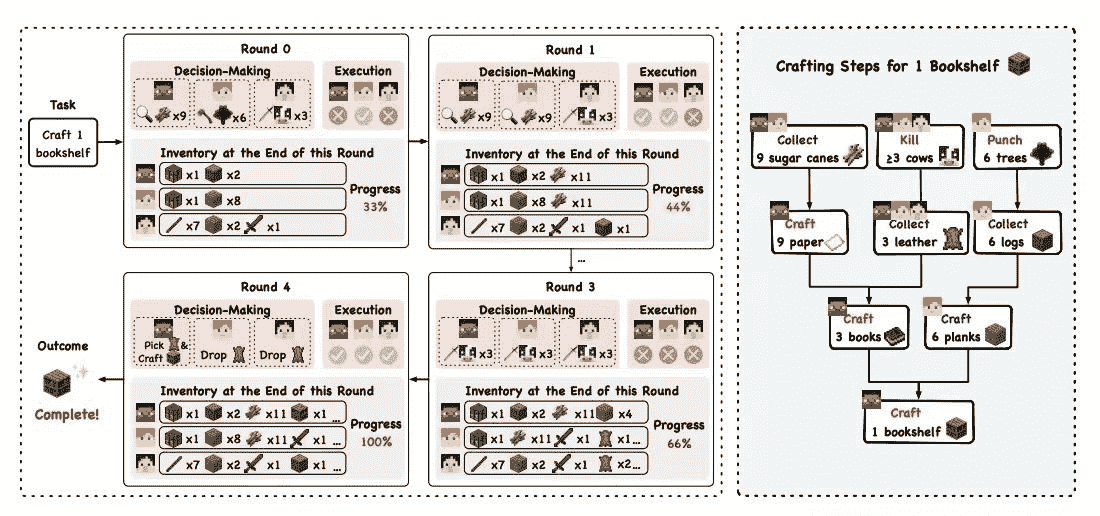 Task
Craft 1
bookshelf
Round 0
Decision-Making
Execution
x9
x6
x3
Inventory at the End of this Round
x1 x2
x1 x8
x7 x2 x1
Progress
33%
Round 1
Decision-Making
Execution
x9
x9
x3
Inventory at the End of this Round
x1 x2 x11
x1 x8 x11
x7 x2 x1 x1
Progress
44%
...
Round 3
Decision-Making
Execution
x3
x3
x3
Inventory at the End of this Round
x1 x2 x11 x4
x1 x11 x1 x1...
x7 x2 x1 x2...
Progress
66%
Round 4
Decision-Making
Execution
Pick &
Craft
Drop
Drop
Inventory at the End of this Round
x1 x2 x11 x1 ...
x1 x8 x11 x1 ...
x7 x2 x1 x1 ...
Progress
100%
Outcome
Complete!
Crafting Steps for 1 Bookshelf
Collect
9 sugar canes
Kill
≥3 cows
Punch
6 trees
Craft
9 paper
Collect
3 leather
Collect
6 logs
Craft
3 books
Craft
6 planks
Craft
1 bookshelf